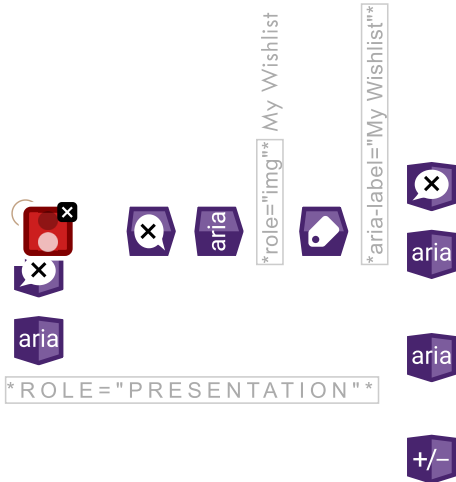 My Wishlist
*role="img"*
*aria-label="My Wishlist"*
aria
aria
aria
aria
*ROLE="PRESENTATION"*
+/−